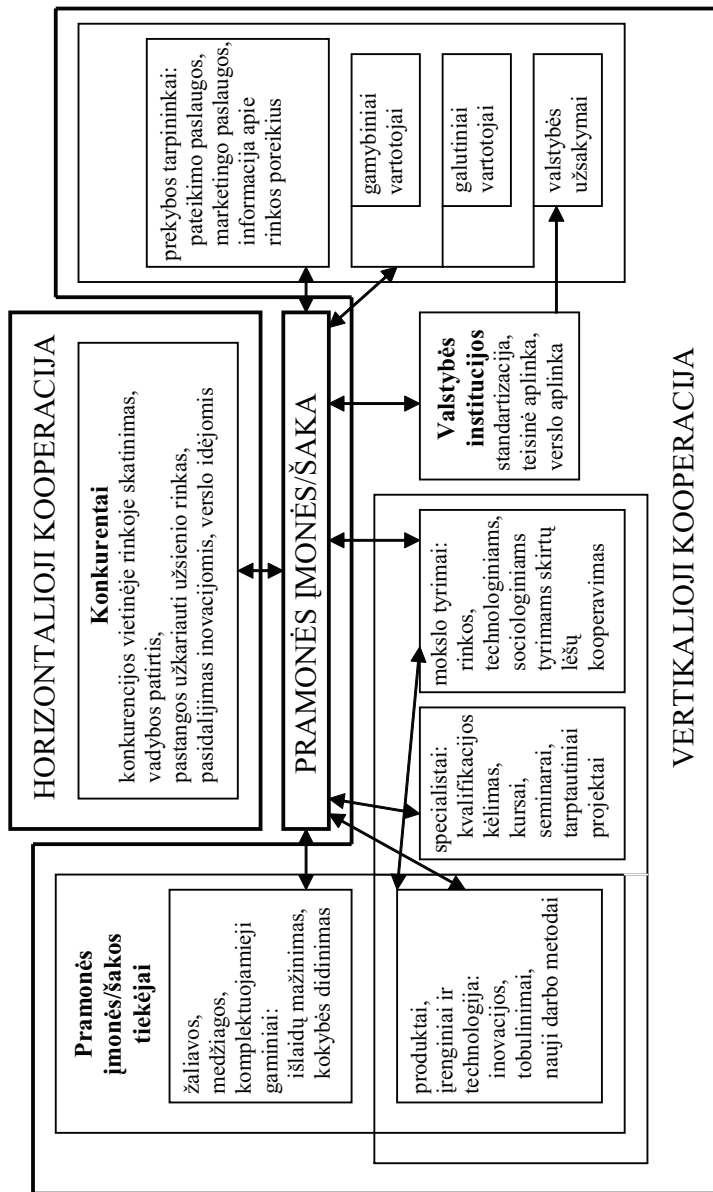 HORIZONTALIOJI KOOPERACIJA
Konkurentai
konkurencijos vietinėje rinkoje skatinimas,
vadybos patirtis,
pastangos užkariauti užsienio rinkas,
pasidalijimas inovacijomis, verslo idėjomis
PRAMONĖS ĮMONĖS/ŠAKA
Pramonės
įmonės/šakos
tiekėjai
žaliavos,
medžiagos,
komplektuojamieji
gaminiai:
išlaidų mažinimas,
kokybės didinimas
produktai,
įrenginiai ir
technologija:
inovacijos,
tobulinimai,
nauji darbo metodai
specialistai:
kvalifikacijos
kėlimas,
kursai,
seminarai,
tarptautiniai
projektai
mokslo tyrimai:
rinkos,
technologiniams,
sociologiniams
tyrimams skirtų
lėšų
kooperavimas
Valstybės
institucijos
standartizacija,
teisinė aplinka,
verslo aplinka
prekybos tarpininkai:
pateikimo paslaugos,
marketingo paslaugos,
informacija apie
rinkos poreikius
gamybiniai
vartotojai
galutiniai
vartotojai
valstybės
užsakymai
VERTIKALIOJI KOOPERACIJA